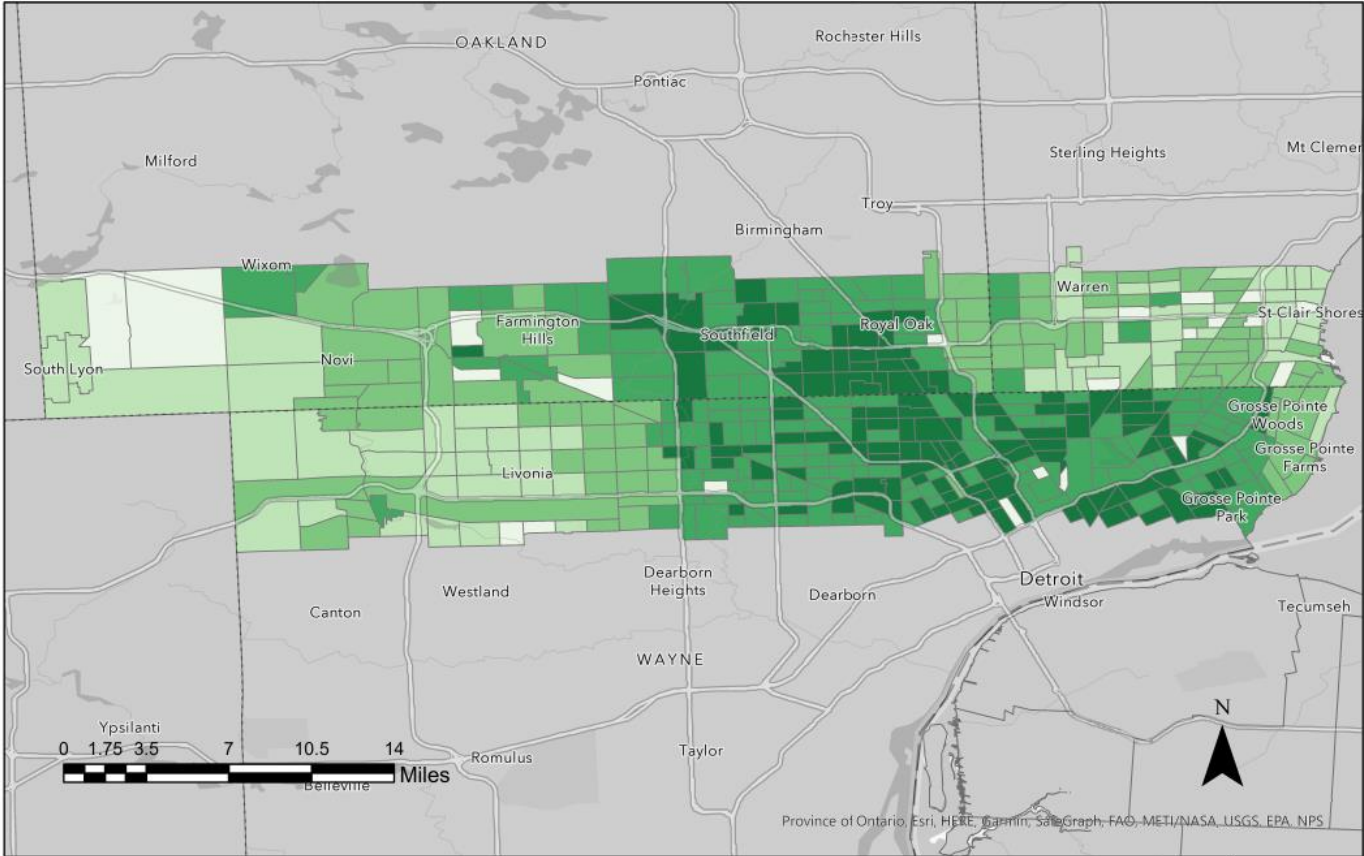 OAKLAND
Rochester Hills
Pontiac
Milford
Sterling Heights
Mt Clemer
Troy
Birmingham
Wixom
Warren
Farmington
Hills
Southfield
Royal Oak
St Clair Shores
Novi
South Lyon
Grosse Pointe
Woods
Livonia
Grosse Pointe
Farms
Grosse Pointe
Park
Dearborn
Heights
Detroit
Westland
Dearborn
Canton
Windsor
Tecumseh
WAYNE
N
Ypsilanti
0 1.75 3.5 7 10.5 14
Miles
Romulus
Taylor
Belleville
Province of Ontario, Esri, HERE, Garmin, SafeGraph, FAO, METI/NASA, USGS, EPA, NPS